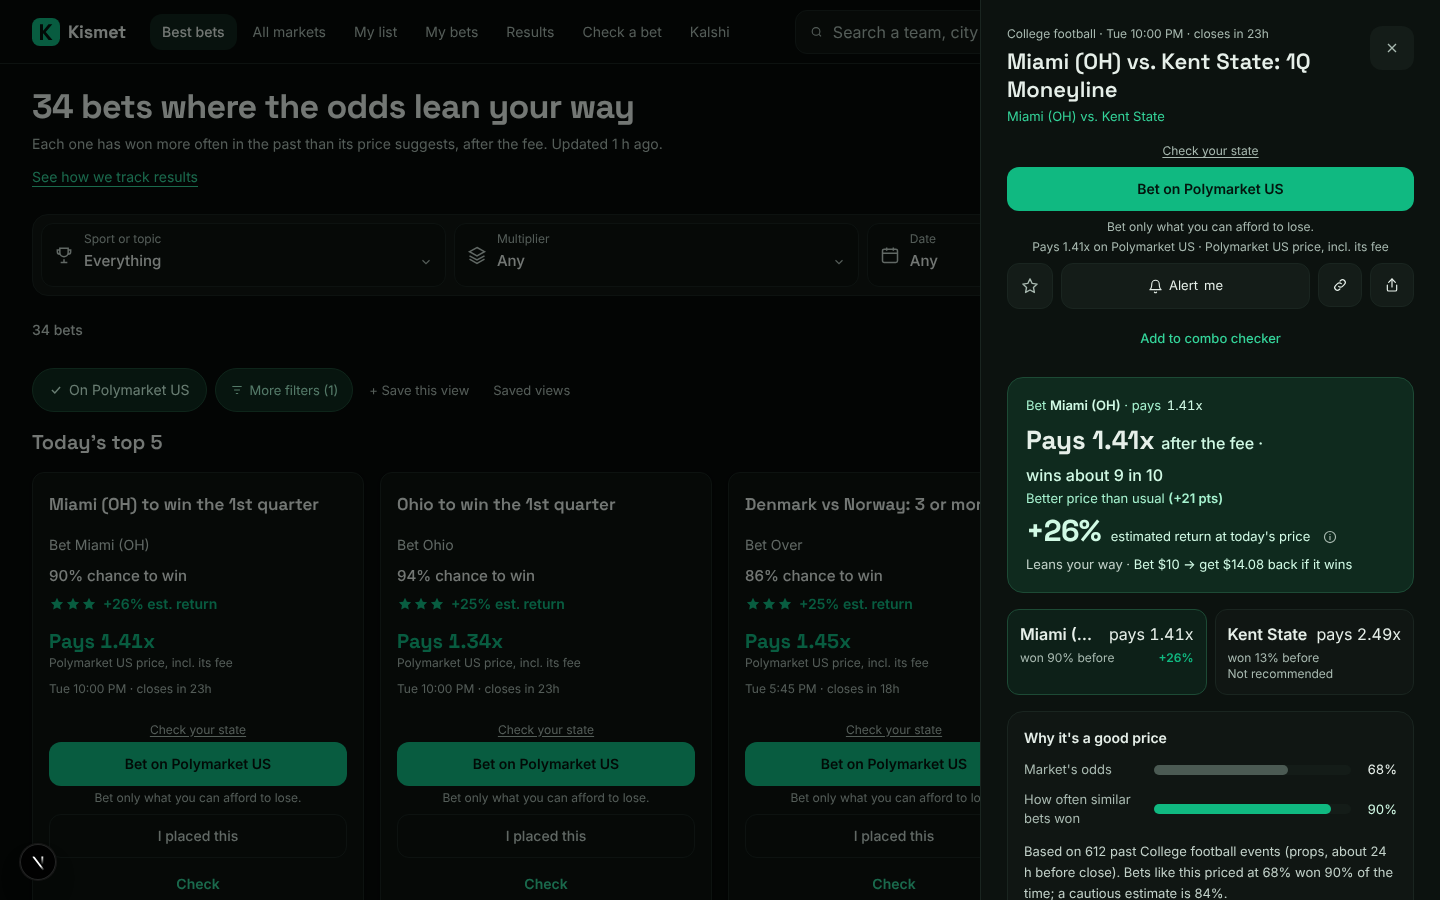 Kismet
Best bets
All markets
My list
My bets
Results
Check a bet
Kalshi
Search a team, city
34 bets where the odds lean your way
Each one has won more often in the past than its price suggests, after the fee. Updated 1 h ago.
See how we track results
Sport or topic
Everything
Multiplier
Any
Date
Any
34 bets
On Polymarket US
More filters (1)
+ Save this view
Saved views
Today's top 5
Miami (OH) to win the 1st quarter
Bet Miami (OH)
90% chance to win
★★★ +26% est. return
Pays 1.41x
Polymarket US price, incl. its fee
Tue 10:00 PM · closes in 23h
Check your state
Bet on Polymarket US
Bet only what you can afford to lose.
I placed this
Check
Ohio to win the 1st quarter
Bet Ohio
94% chance to win
★★★ +25% est. return
Pays 1.34x
Polymarket US price, incl. its fee
Tue 10:00 PM · closes in 23h
Check your state
Bet on Polymarket US
Bet only what you can afford to lose.
I placed this
Check
Denmark vs Norway: 3 or mor
Bet Over
86% chance to win
★★★ +25% est. return
Pays 1.45x
Polymarket US price, incl. its fee
Tue 5:45 PM · closes in 18h
Check your state
Bet on Polymarket US
Bet only what you can afford to lo
I placed this
Check
College football · Tue 10:00 PM · closes in 23h
Miami (OH) vs. Kent State: 1Q
Moneyline
Miami (OH) vs. Kent State
Check your state
Bet on Polymarket US
Bet only what you can afford to lose.
Pays 1.41x on Polymarket US · Polymarket US price, incl. its fee
Alert me
Add to combo checker
Bet Miami (OH) · pays 1.41x
Pays 1.41x after the fee ·
wins about 9 in 10
Better price than usual (+21 pts)
+26% estimated return at today's price
Leans your way · Bet $10 → get $14.08 back if it wins
Miami (... pays 1.41x
won 90% before +26%
Kent State pays 2.49x
won 13% before
Not recommended
Why it's a good price
Market's odds 68%
How often similar
bets won 90%
Based on 612 past College football events (props, about 24
h before close). Bets like this priced at 68% won 90% of the
time; a cautious estimate is 84%.